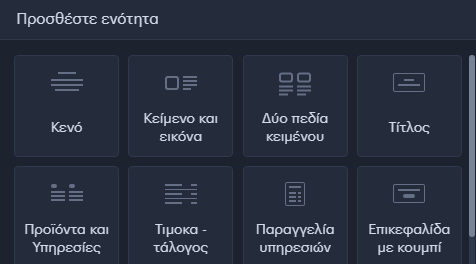 Προσθέστε ενότητα
Κενό
Κείμενο και
εικόνα
Δύο πεδία
κειμένου
Τίτλος
Προϊόντα και
Υπηρεσίες
Τιμοκα -
τάλογος
Παραγγελία
υπηρεσιών
Επικεφαλίδα
με κουμπί